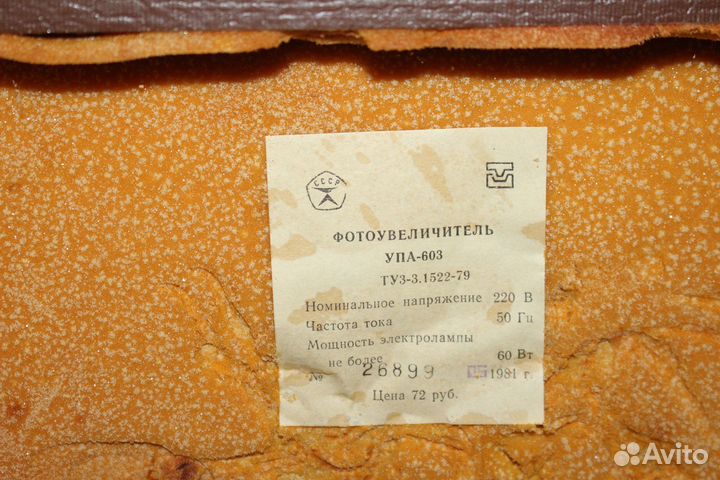 СССР
ФОТОУВЕЛИЧИТЕЛЬ
УПА-603
ТУ3-3.1522-79
Номинальное напряжение 220 В
Частота тока 50 Гц
Мощность электролампы
не более 60 Вт
№ 26899 05 1981 г.
Цена 72 руб.
Avito